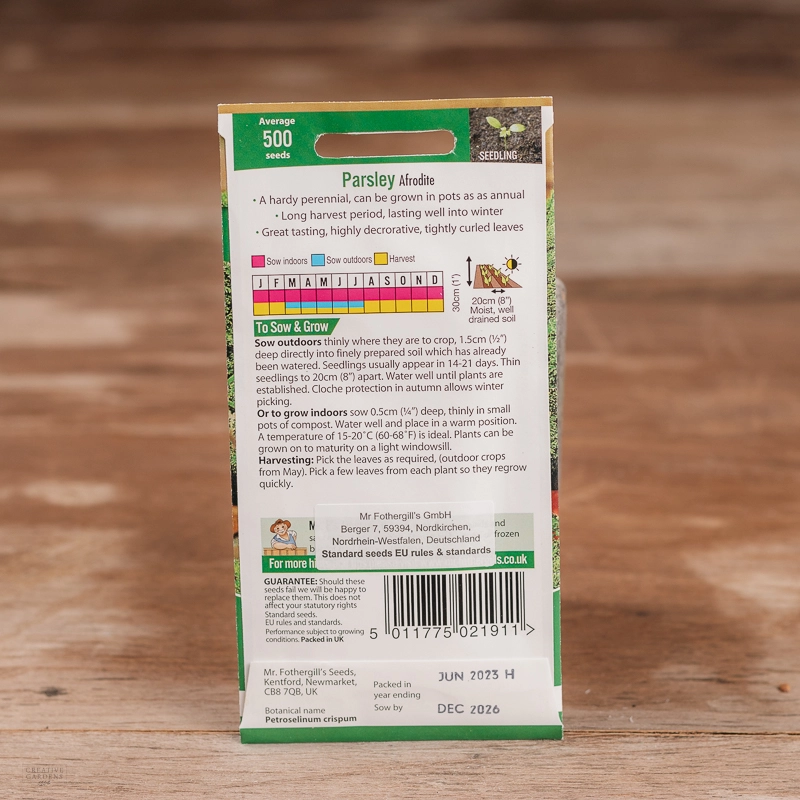 Average
500
seeds
SEEDLING
Parsley Afrodite
• A hardy perennial, can be grown in pots as as annual
• Long harvest period, lasting well into winter
• Great tasting, highly decorative, tightly curled leaves
Sow indoors Sow outdoors Harvest
J F M A M J J A S O N D
30cm (1')
20cm (8")
Moist, well
drained soil
To Sow & Grow
Sow outdoors thinly where they are to crop, 1.5cm (½")
deep directly into finely prepared soil which has already
been watered. Seedlings usually appear in 14-21 days. Thin
seedlings to 20cm (8") apart. Water well until plants are
established. Cloche protection in autumn allows winter
picking.
Or to grow indoors sow 0.5cm (¼") deep, thinly in small
pots of compost. Water well and place in a warm position.
A temperature of 15-20˚C (60-68˚F) is ideal. Plants can be
grown on to maturity on a light windowsill.
Harvesting: Pick the leaves as required, (outdoor crops
from May). Pick a few leaves from each plant so they regrow
quickly.
Mr Fothergill's GmbH
Berger 7, 59394, Nordkirchen,
Nordrhein-Westfalen, Deutschland
Standard seeds EU rules & standards
frozen
For more s.co.uk
GUARANTEE: Should these
seeds fail we will be happy to
replace them. This does not
affect your statutory rights
Standard seeds.
EU rules and standards.
Performance subject to growing
conditions. Packed in UK
5 011775 021911 >
Mr. Fothergill's Seeds,
Kentford, Newmarket,
CB8 7QB, UK
Packed in
year ending JUN 2023 H
Sow by DEC 2026
Botanical name
Petroselinum crispum
CREATIVE
GARDENS